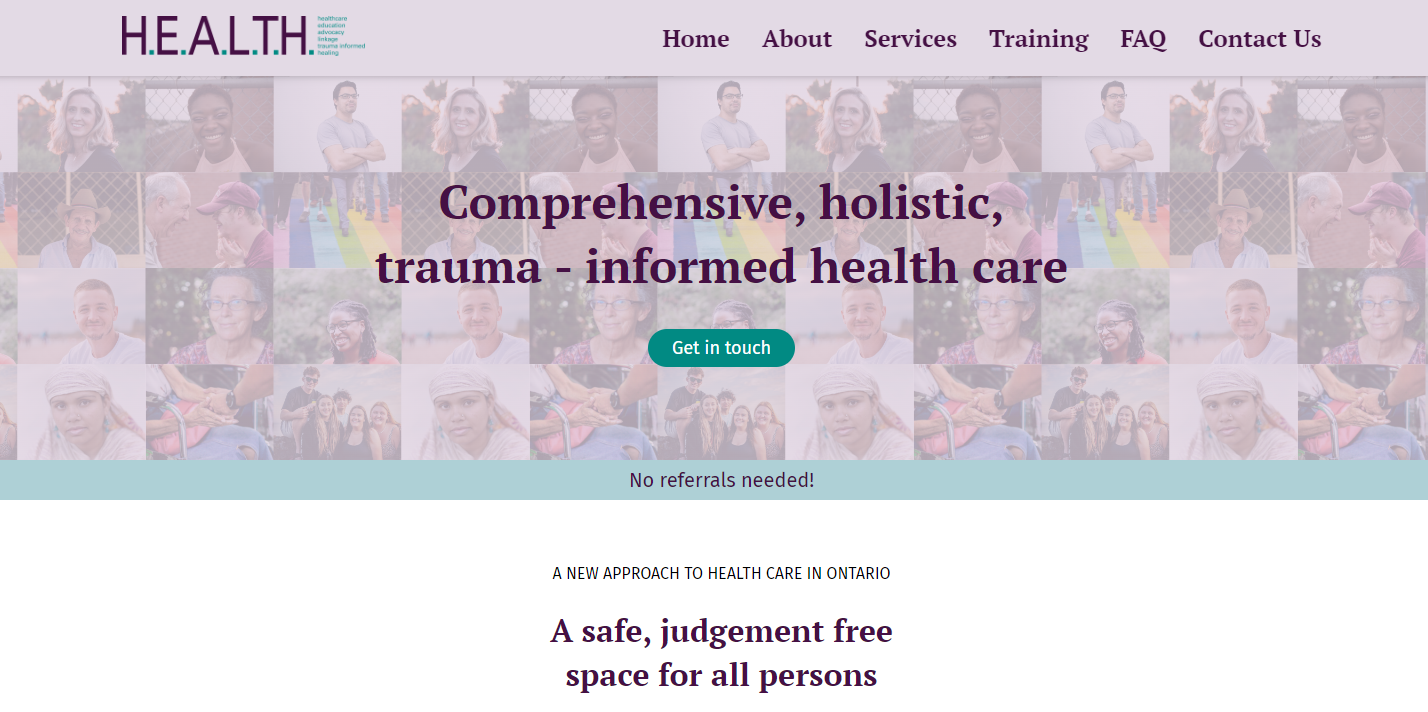 H.E.A.L.T.H.
healthcare
education
advocacy
linkage
trauma informed
healing
Home About Services Training FAQ Contact Us
Comprehensive, holistic,
trauma - informed health care
Get in touch
No referrals needed!
A NEW APPROACH TO HEALTH CARE IN ONTARIO
A safe, judgement free
space for all persons